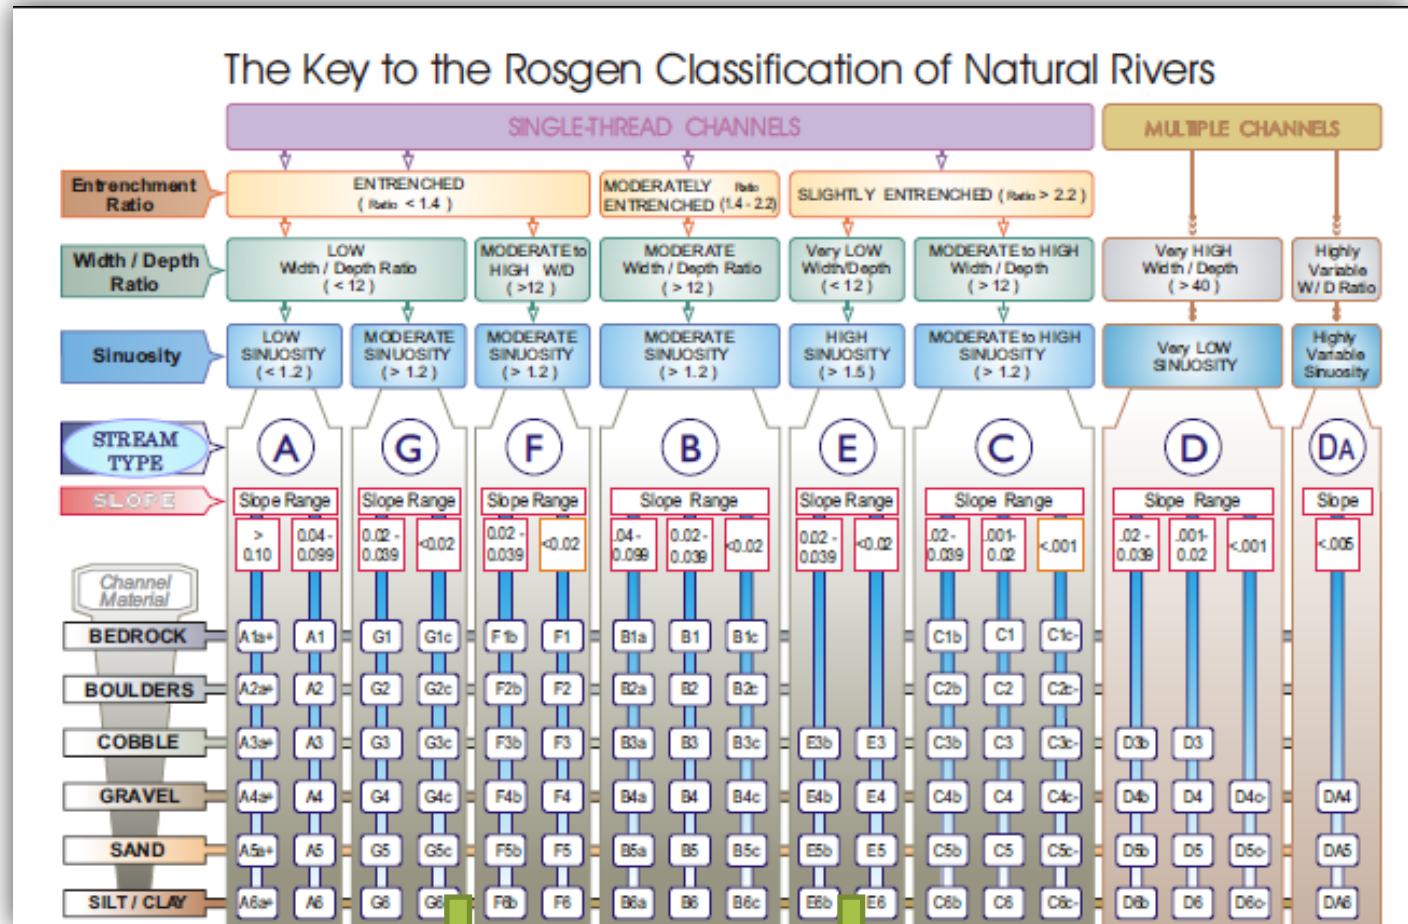 The Key to the Rosgen Classification of Natural Rivers
SINGLE-THREAD CHANNELS
MULTIPLE CHANNELS
Entrenchment
Ratio
ENTRENCHED
( Ratio < 1.4 )
MODERATELY Ratio
ENTRENCHED (1.4 - 2.2)
SLIGHTLY ENTRENCHED ( Ratio > 2.2 )
Width / Depth
Ratio
LOW
Width / Depth Ratio
( < 12 )
MODERATE to
HIGH W/D
( >12 )
MODERATE
Width / Depth Ratio
( > 12 )
Very LOW
Width/Depth
( < 12 )
MODERATE to HIGH
Width / Depth
( > 12 )
Very HIGH
Width / Depth
( > 40 )
Highly
Variable
W / D Ratio
Sinuosity
LOW
SINUOSITY
( < 1.2 )
MODERATE
SINUOSITY
( > 1.2 )
MODERATE
SINUOSITY
( > 1.2 )
MODERATE
SINUOSITY
( > 1.2 )
HIGH
SINUOSITY
( > 1.5 )
MODERATE to HIGH
SINUOSITY
( > 1.2 )
Very LOW
SINUOSITY
Highly
Variable
Sinuosity
STREAM
TYPE
A G F B E C D DA
SLOPE
Slope Range Slope Range Slope Range Slope Range Slope Range Slope Range Slope Range Slope
> 0.10
0.04 - 0.099
0.02 - 0.039
<0.02
0.02 - 0.039
<0.02
.04 - 0.099
0.02 - 0.039
<0.02
0.02 - 0.039
<0.02
.02 - 0.039
.001- 0.02
<.001
.02 - 0.039
.001- 0.02
<.001
<.005
Channel
Material
BEDROCK A1a+ A1 G1 G1c F1b F1 B1a B1 B1c C1b C1 C1c-
BOULDERS A2a+ A2 G2 G2c F2b F2 B2a B2 B2c C2b C2 C2c-
COBBLE A3a+ A3 G3 G3c F3b F3 B3a B3 B3c E3b E3 C3b C3 C3c- D3b D3
GRAVEL A4a+ A4 G4 G4c F4b F4 B4a B4 B4c E4b E4 C4b C4 C4c- D4b D4 D4c- DA4
SAND A5a+ A5 G5 G5c F5b F5 B5a B5 B5c E5b E5 C5b C5 C5c- D5b D5 D5c- DA5
SILT / CLAY A6a+ A6 G6 F6b F6 B6a B6 B6c E6b E6 C6b C6 C6c- D6b D6 D6c- DA6